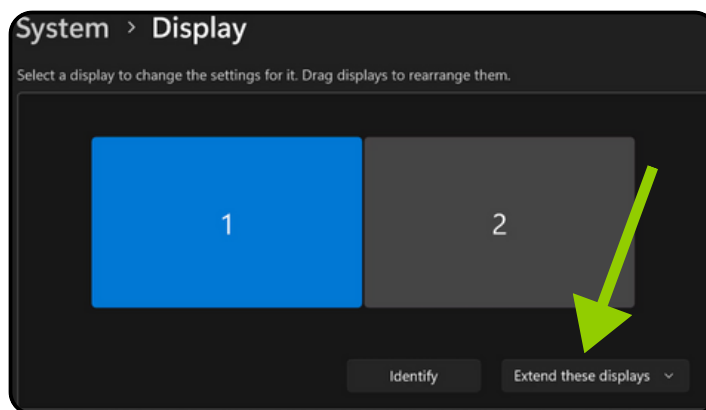 System > Display
Select a display to change the settings for it. Drag displays to rearrange them.
1 2
Identify Extend these displays